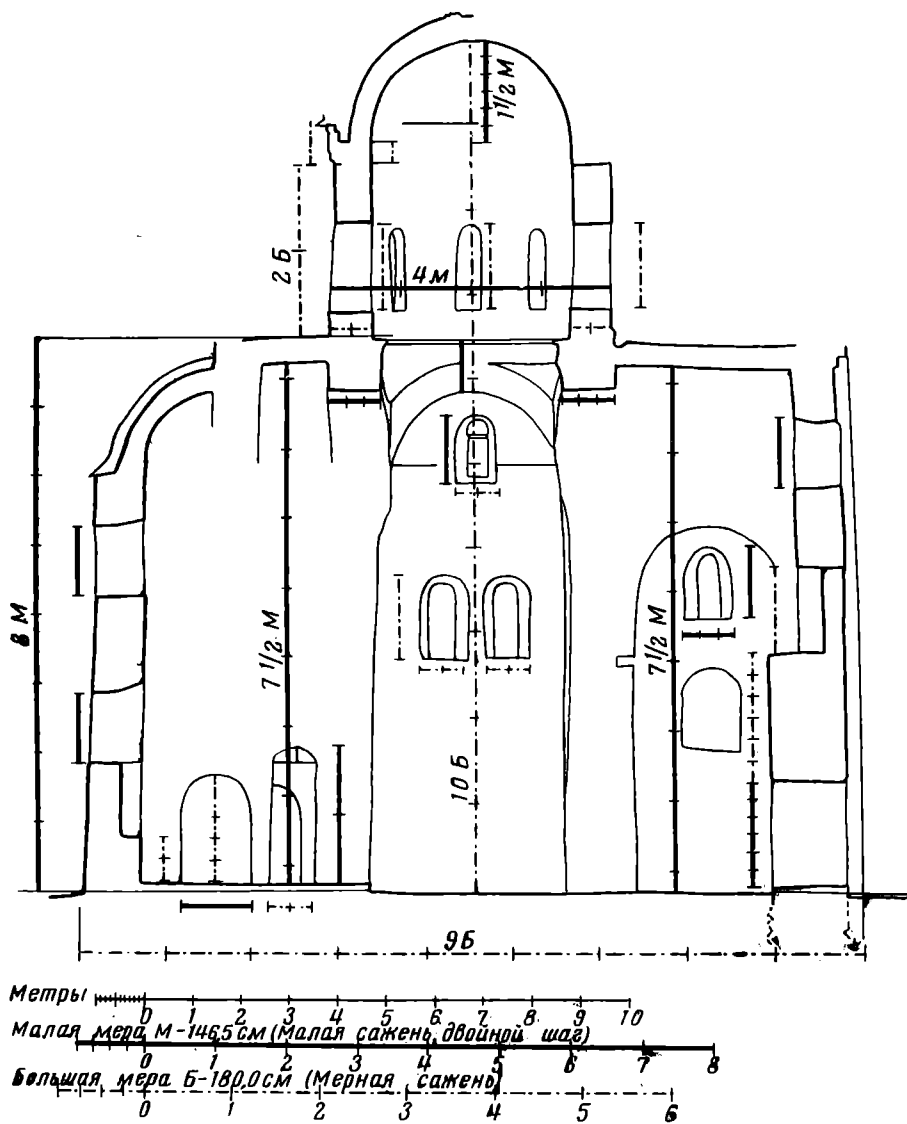 1 1/2 М
2 Б
4 М
8 М
7 1/2 М
7 1/2 М
10 Б
9 Б
Метры
0 1 2 3 4 5 6 7 8 9 10
Малая мера М-146,5 см (Малая сажень, двойной шаг)
0 1 2 3 4 5 6 7 8
Большая мера Б-180,0 см (Мерная сажень)
0 1 2 3 4 5 6